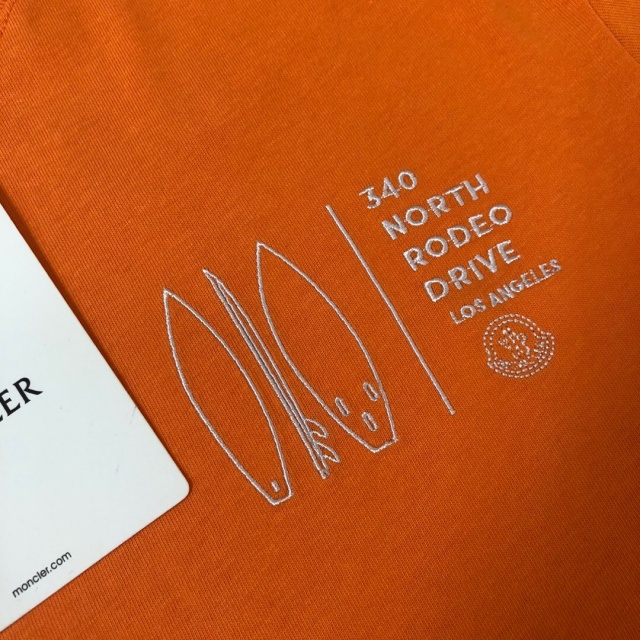 340
NORTH
RODEO
DRIVE
LOS ANGELES
moncler.com